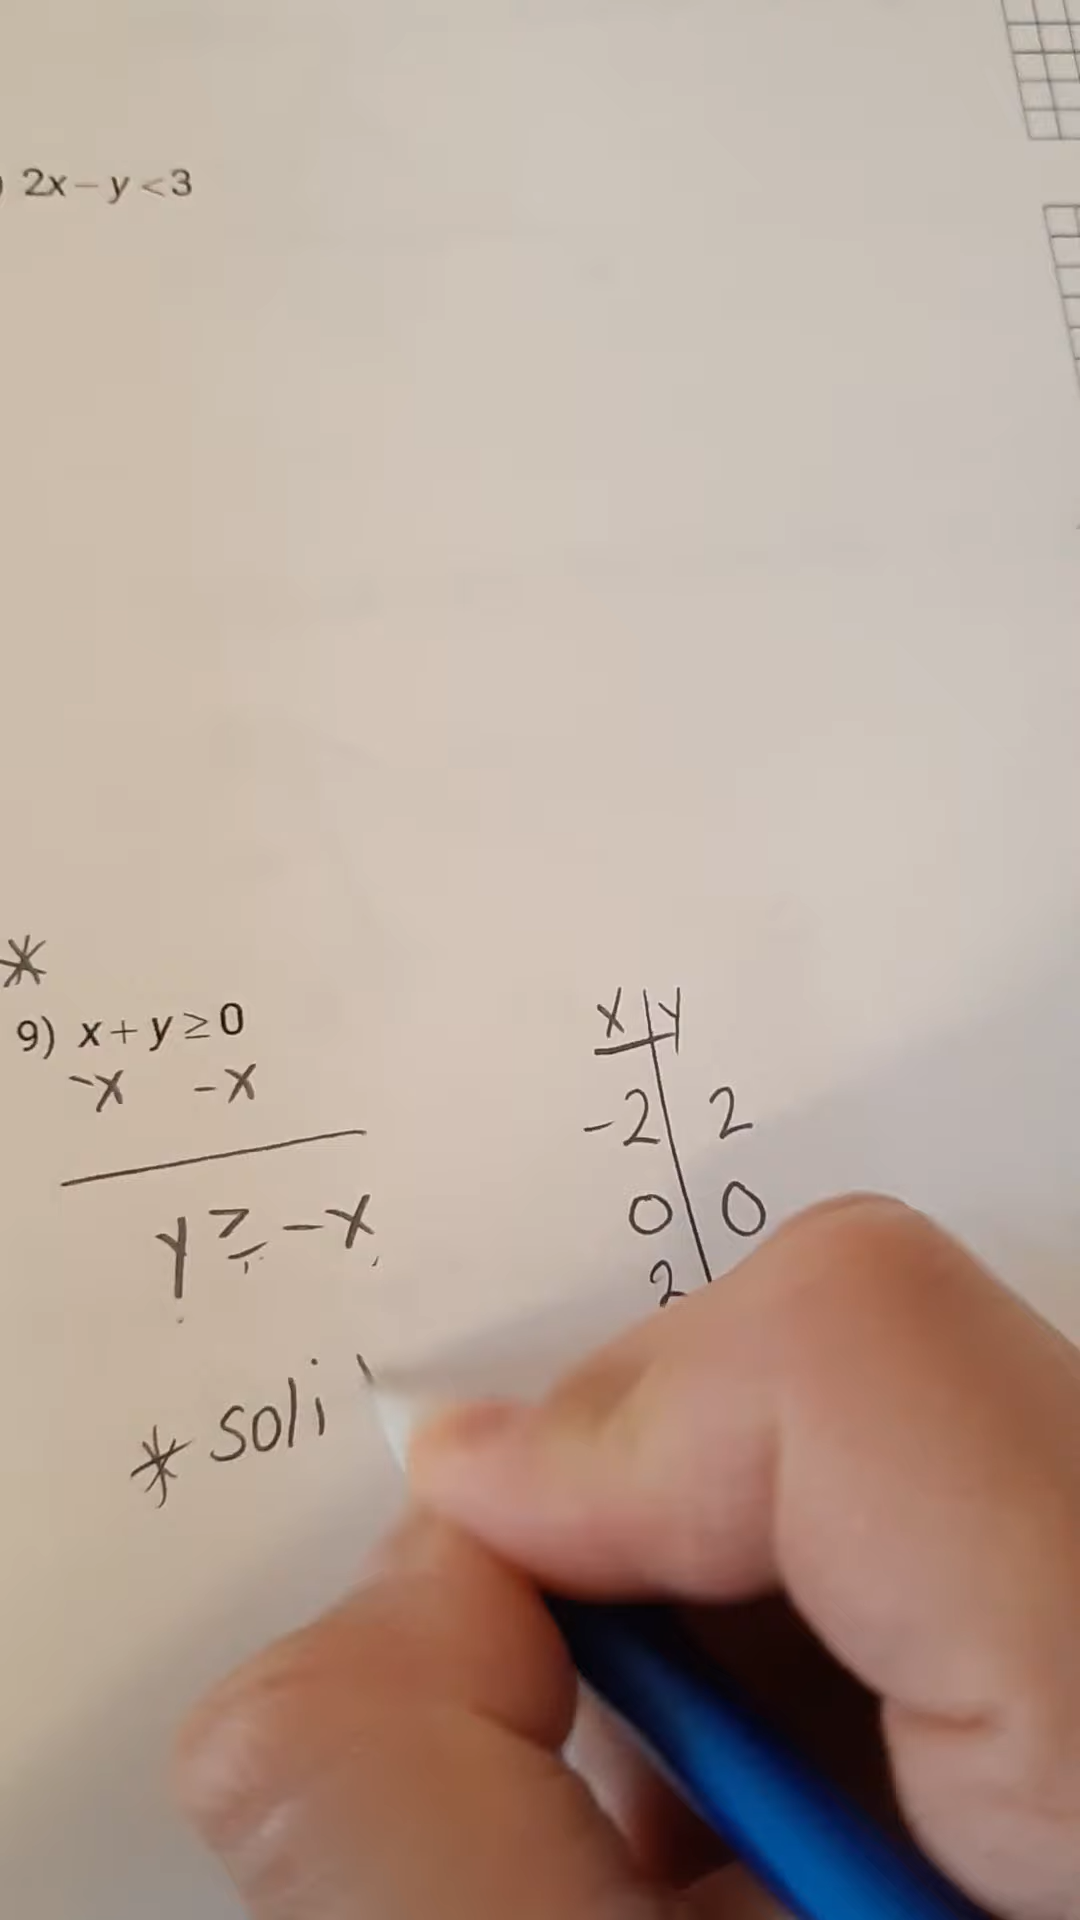 ) 2x - y < 3
*
9) x + y ≥ 0
-x -x
y ≥ -x
* soli
x y
-2 2
0 0
2